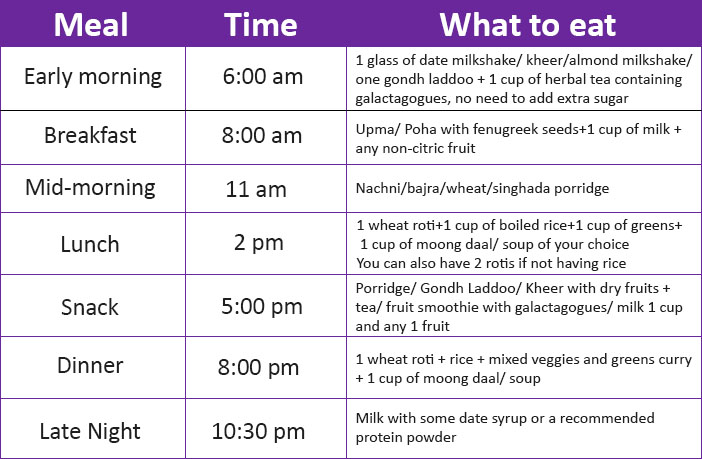 Meal Time What to eat
Early morning 6:00 am
1 glass of date milkshake/ kheer/almond milkshake/
one gondh laddoo + 1 cup of herbal tea containing
galactagogues, no need to add extra sugar
Breakfast 8:00 am
Upma/ Poha with fenugreek seeds+1 cup of milk +
any non-citric fruit
Mid-morning 11 am Nachni/bajra/wheat/singhada porridge
Lunch 2 pm
1 wheat roti+1 cup of boiled rice+1 cup of greens+
1 cup of moong daal/ soup of your choice
You can also have 2 rotis if not having rice
Snack 5:00 pm
Porridge/ Gondh Laddoo/ Kheer with dry fruits +
tea/ fruit smoothie with galactagogues/ milk 1 cup
and any 1 fruit
Dinner 8:00 pm
1 wheat roti + rice + mixed veggies and greens curry
+ 1 cup of moong daal/ soup
Late Night 10:30 pm
Milk with some date syrup or a recommended
protein powder